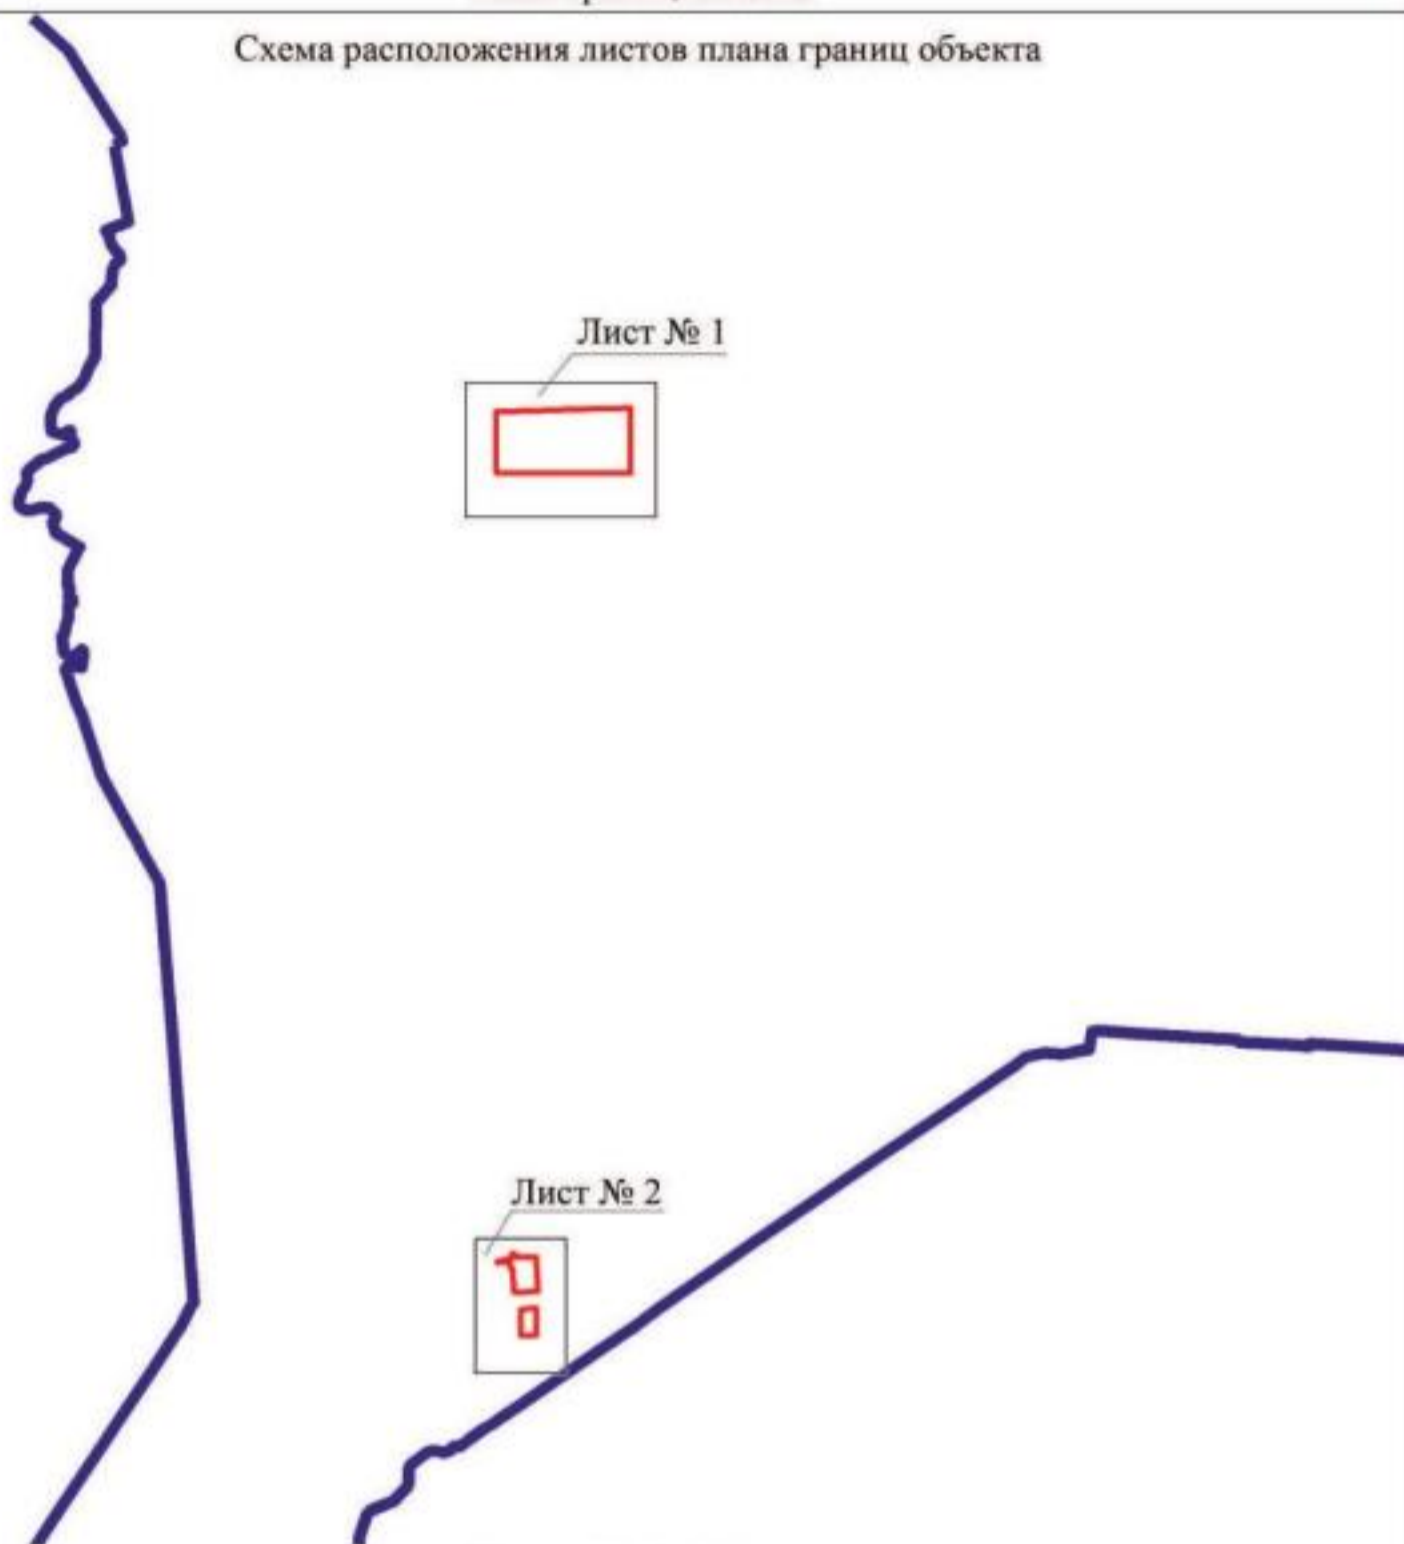 Схема расположения листов плана границ объекта
Лист № 1
Лист № 2